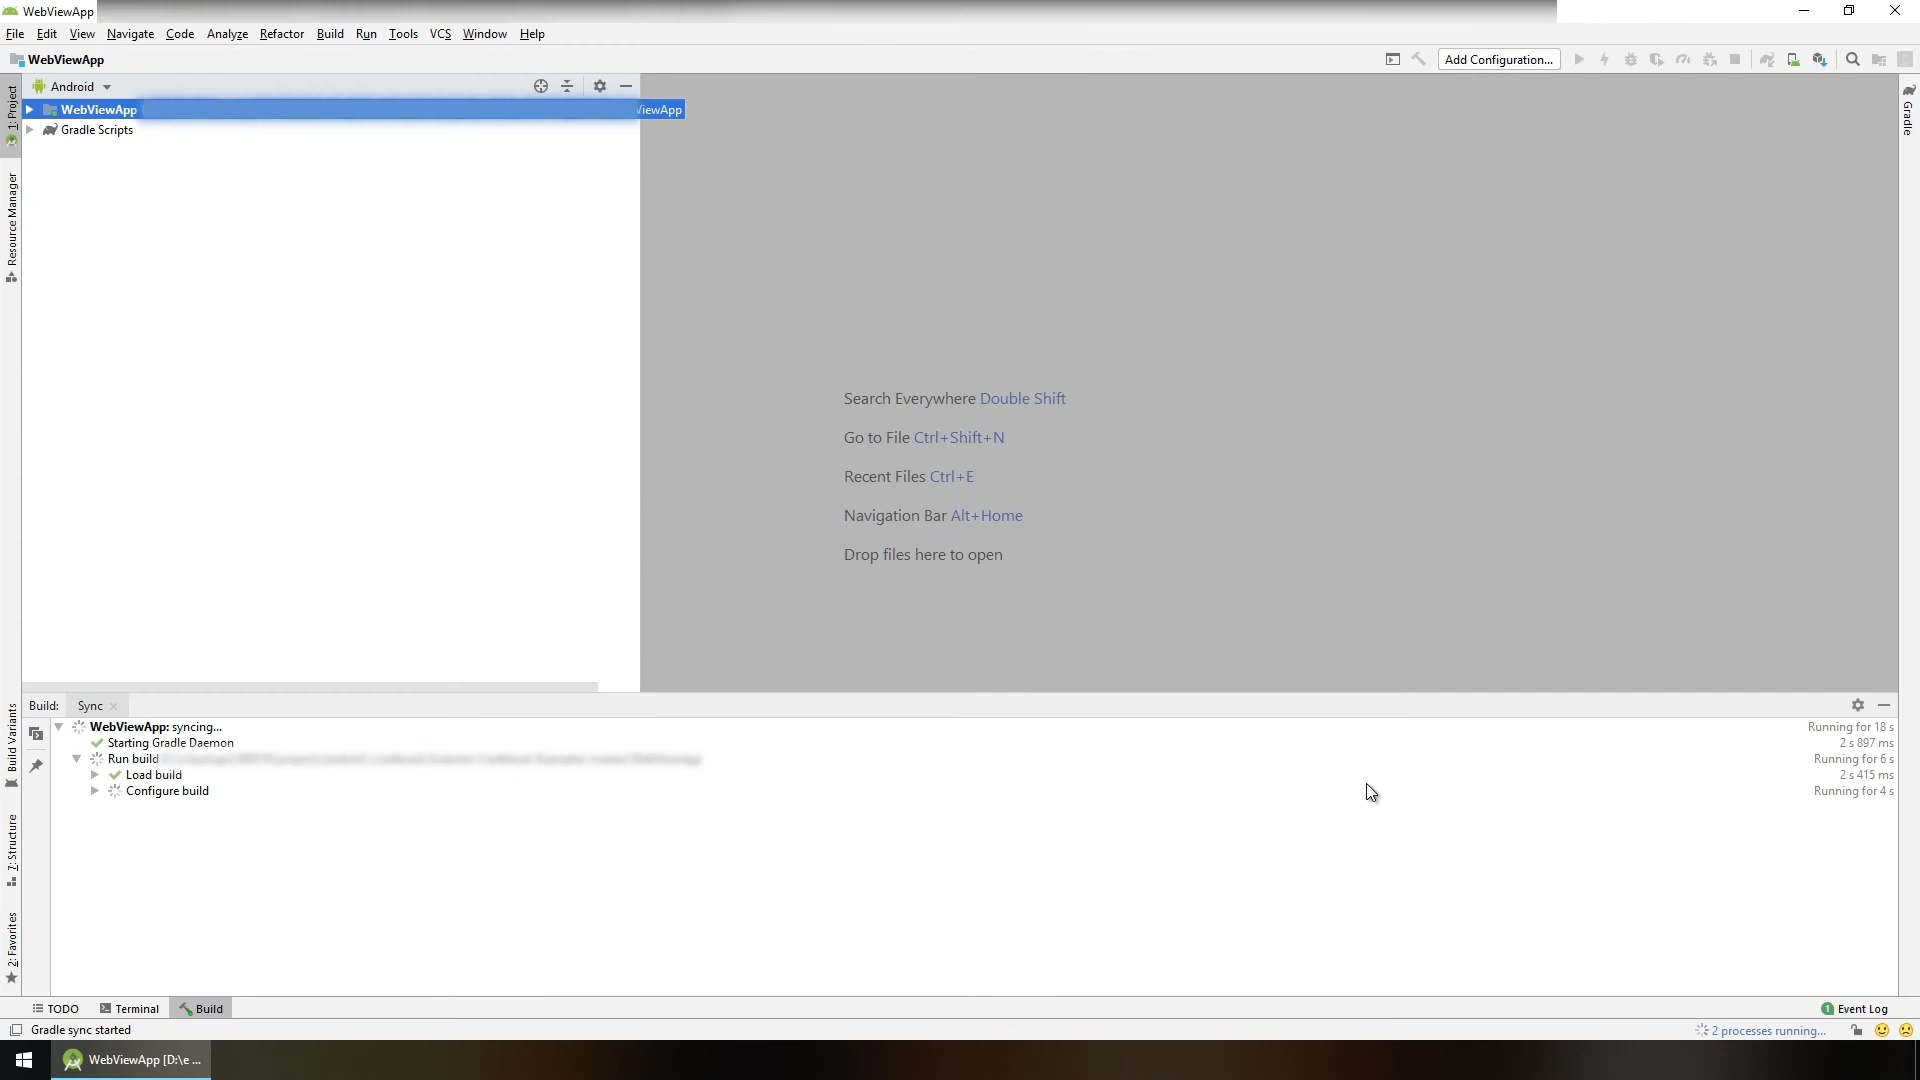 WebViewApp
File Edit View Navigate Code Analyze Refactor Build Run Tools VCS Window Help
WebViewApp
Add Configuration...
1: Project
Android
WebViewApp
ViewApp
Gradle Scripts
Resource Manager
Gradle
Search Everywhere Double Shift
Go to File Ctrl+Shift+N
Recent Files Ctrl+E
Navigation Bar Alt+Home
Drop files here to open
Build: Sync
WebViewApp: syncing... Running for 18 s
Starting Gradle Daemon 2 s 897 ms
Run build Running for 6 s
Load build 2 s 415 ms
Configure build Running for 4 s
Build Variants
7: Structure
2: Favorites
TODO Terminal Build
1 Event Log
Gradle sync started
2 processes running...
WebViewApp [D:\e ...